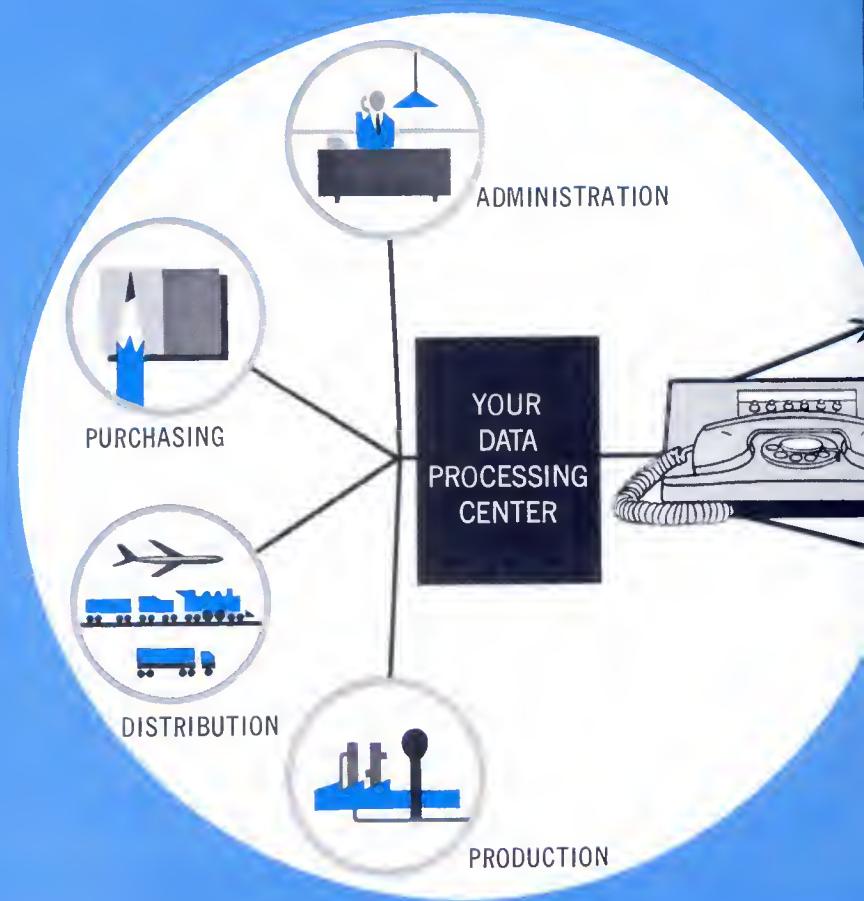 ADMINISTRATION
PURCHASING
YOUR
DATA
PROCESSING
CENTER
DISTRIBUTION
PRODUCTION